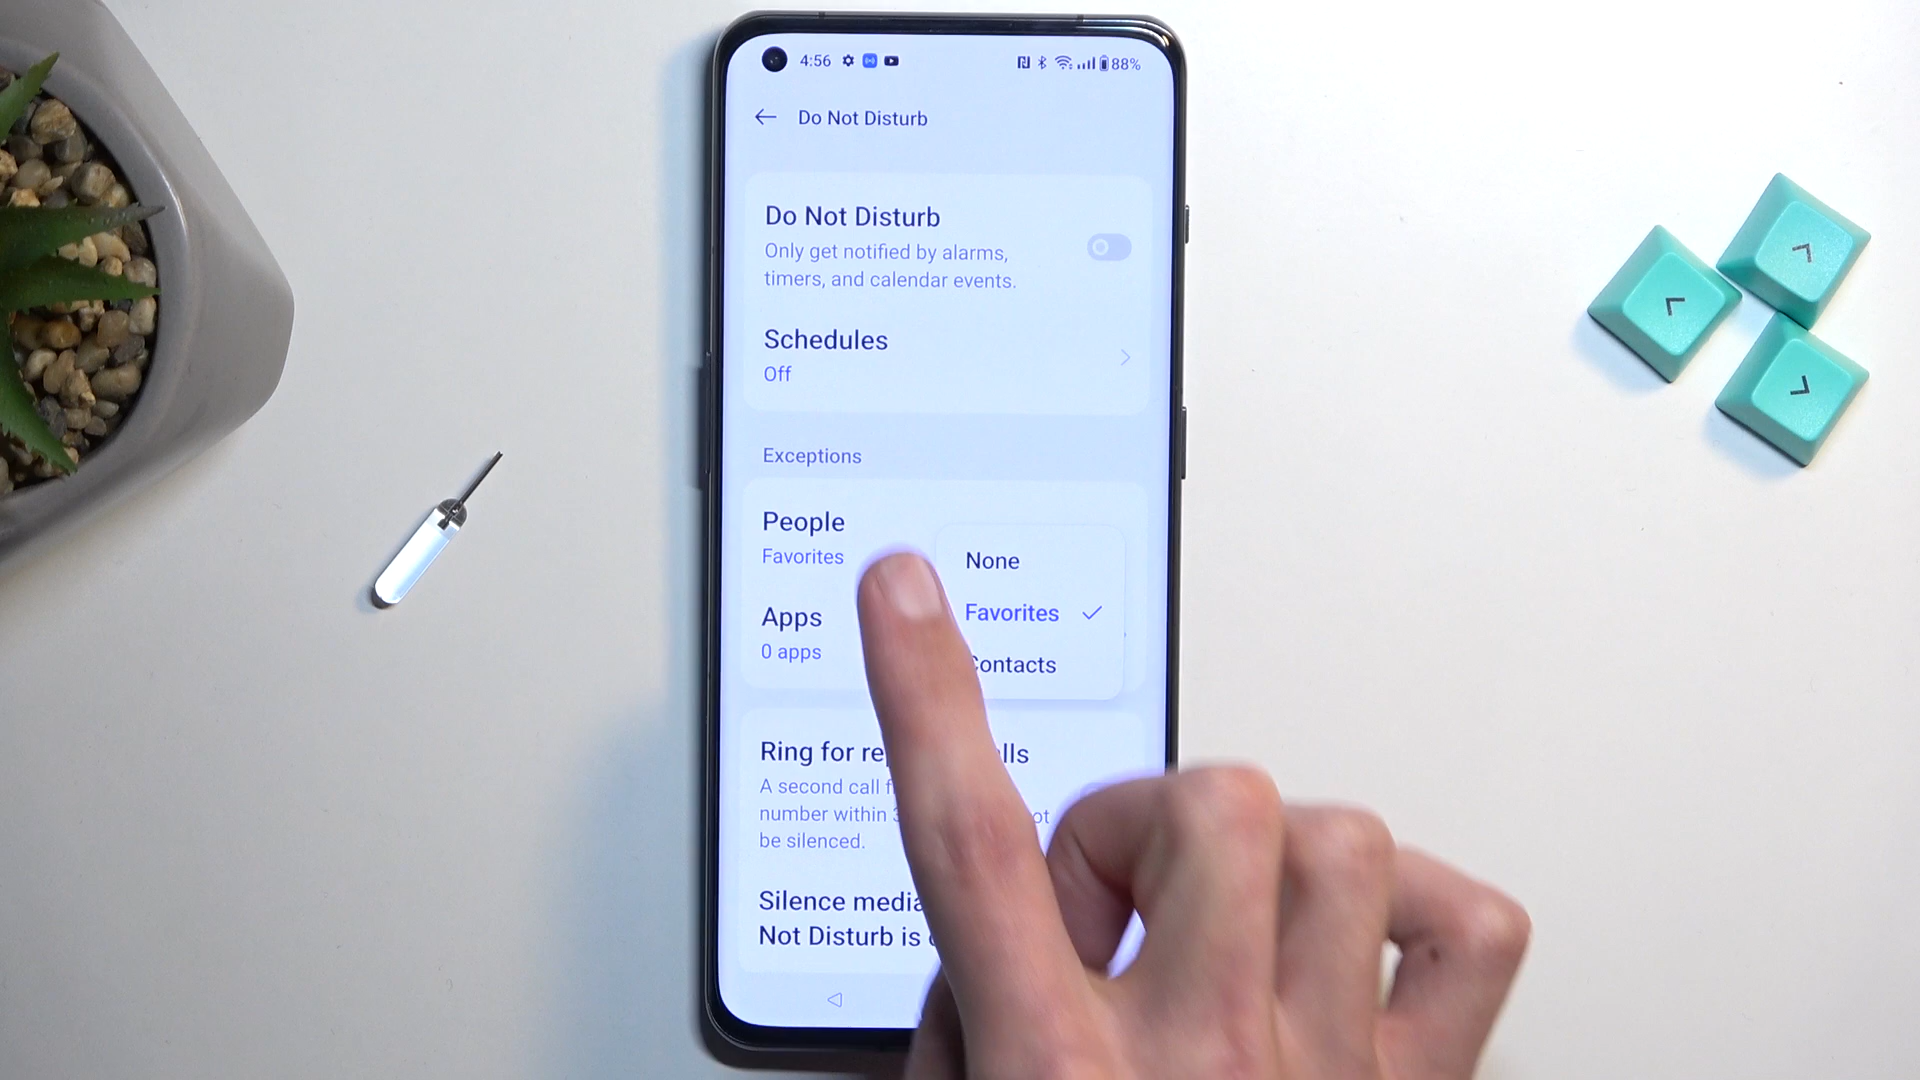 4:56
88%
Do Not Disturb
Do Not Disturb
Only get notified by alarms,
timers, and calendar events.
Schedules
Off
Exceptions
People
Favorites
None
Favorites
Apps
0 apps
Contacts
Ring for
A second call
number within
be silenced.
Silence media
Not Disturb is